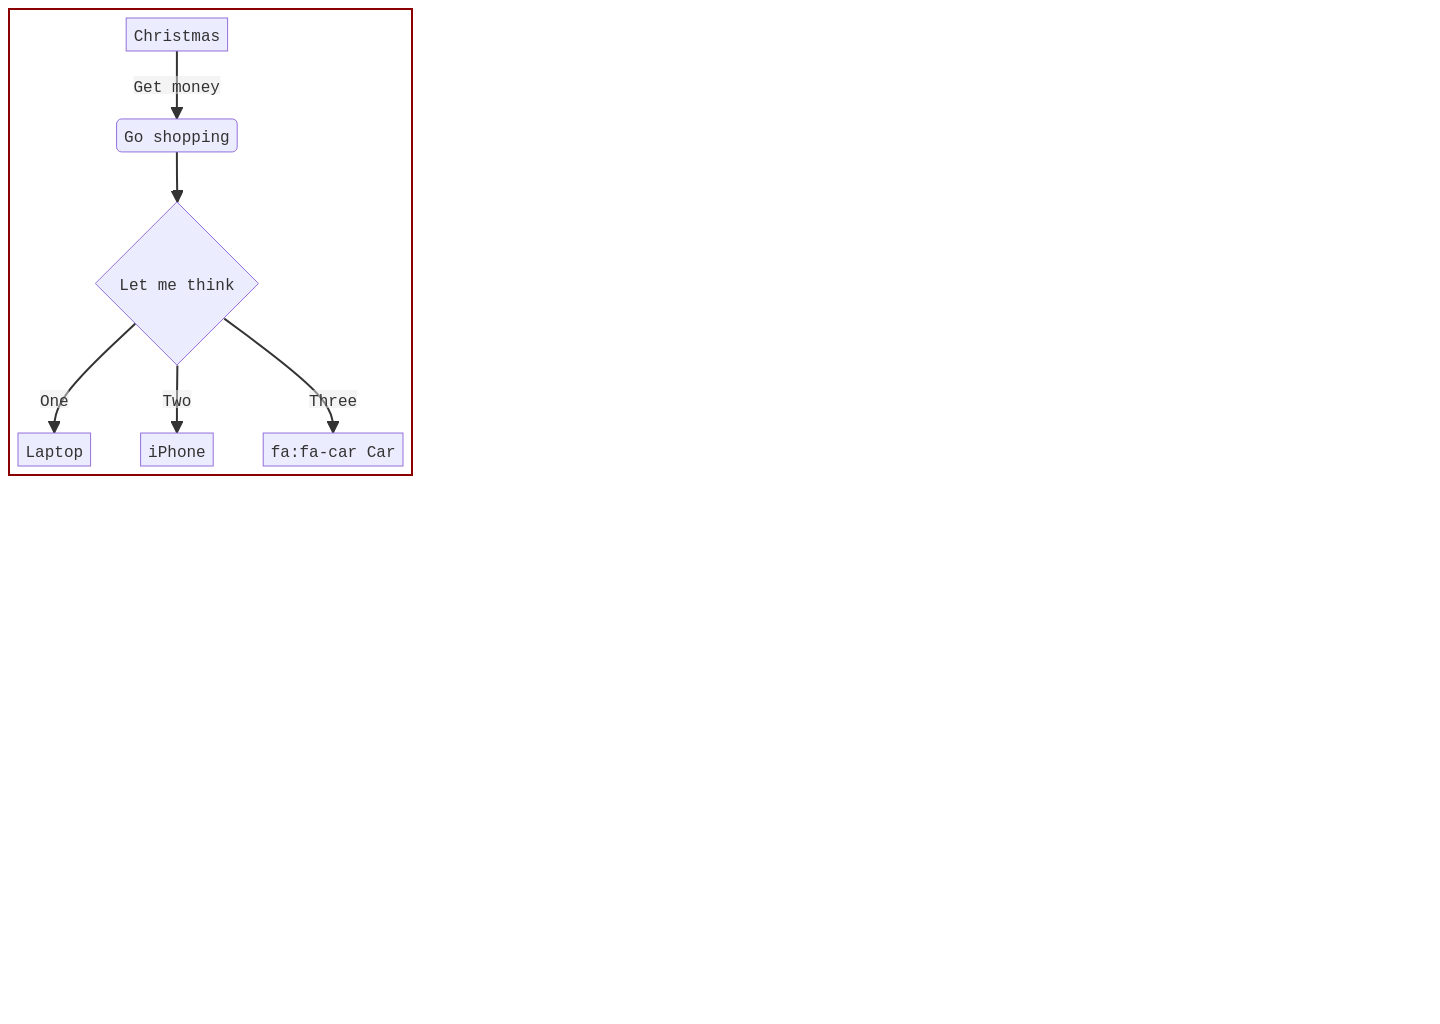 Christmas
Get money
Go shopping
Let me think
One
Two
Three
Laptop
iPhone
fa:fa-car Car